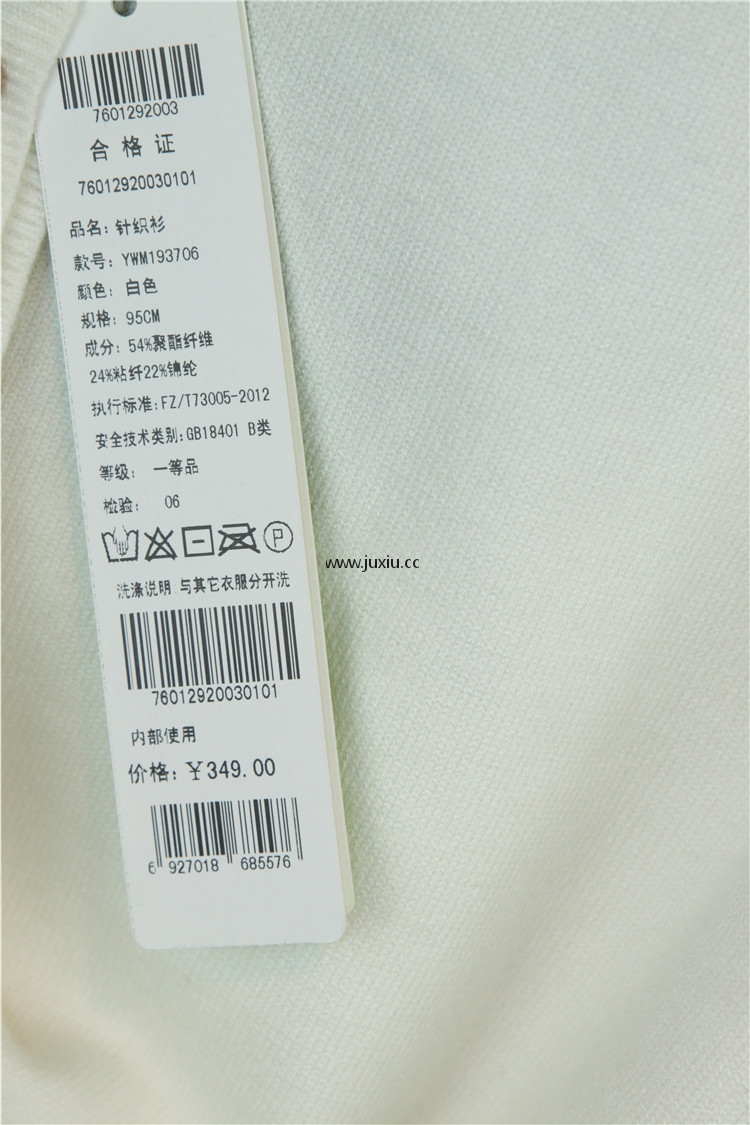 7601292003
合格证
76012920030101
品名: 针织衫
款号: YWM193706
颜色: 白色
规格: 95CM
成分: 54%聚酯纤维
24%粘纤22%锦纶
执行标准: FZ/T73005-2012
安全技术类别: GB18401 B类
等级: 一等品
检验: 06
P
www.juxiu.cc
洗涤说明 与其它衣服分开洗
76012920030101
内部使用
价格: ¥349.00
6 927018 685576